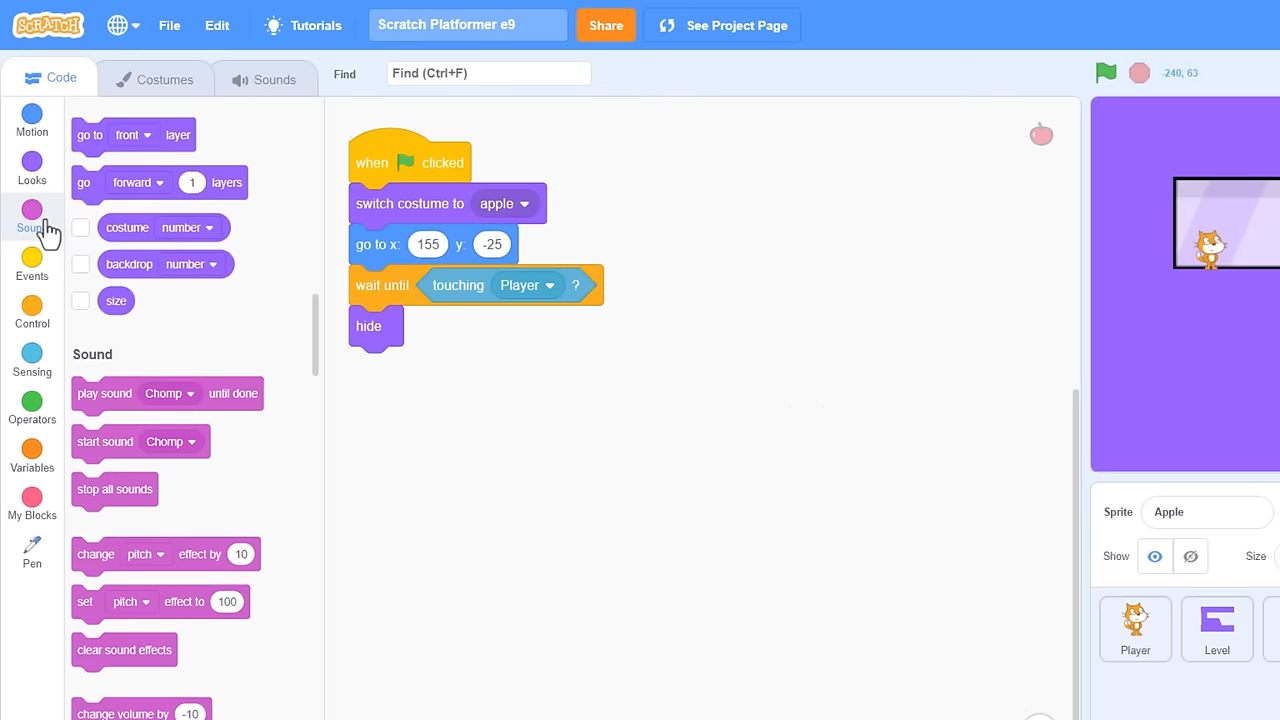 SCRATCH
File
Edit
Tutorials
Scratch Platformer e9
Share
See Project Page
Code
Costumes
Sounds
Find
Find (Ctrl+F)
-240, 63
Motion
Looks
Sound
Events
Control
Sensing
Operators
Variables
My Blocks
Pen
go to front layer
go forward 1 layers
costume number
backdrop number
size
Sound
play sound Chomp until done
start sound Chomp
stop all sounds
change pitch effect by 10
set pitch effect to 100
clear sound effects
change volume by -10
when clicked
switch costume to apple
go to x: 155 y: -25
wait until touching Player ?
hide
Sprite Apple
Show
Size
Player
Level